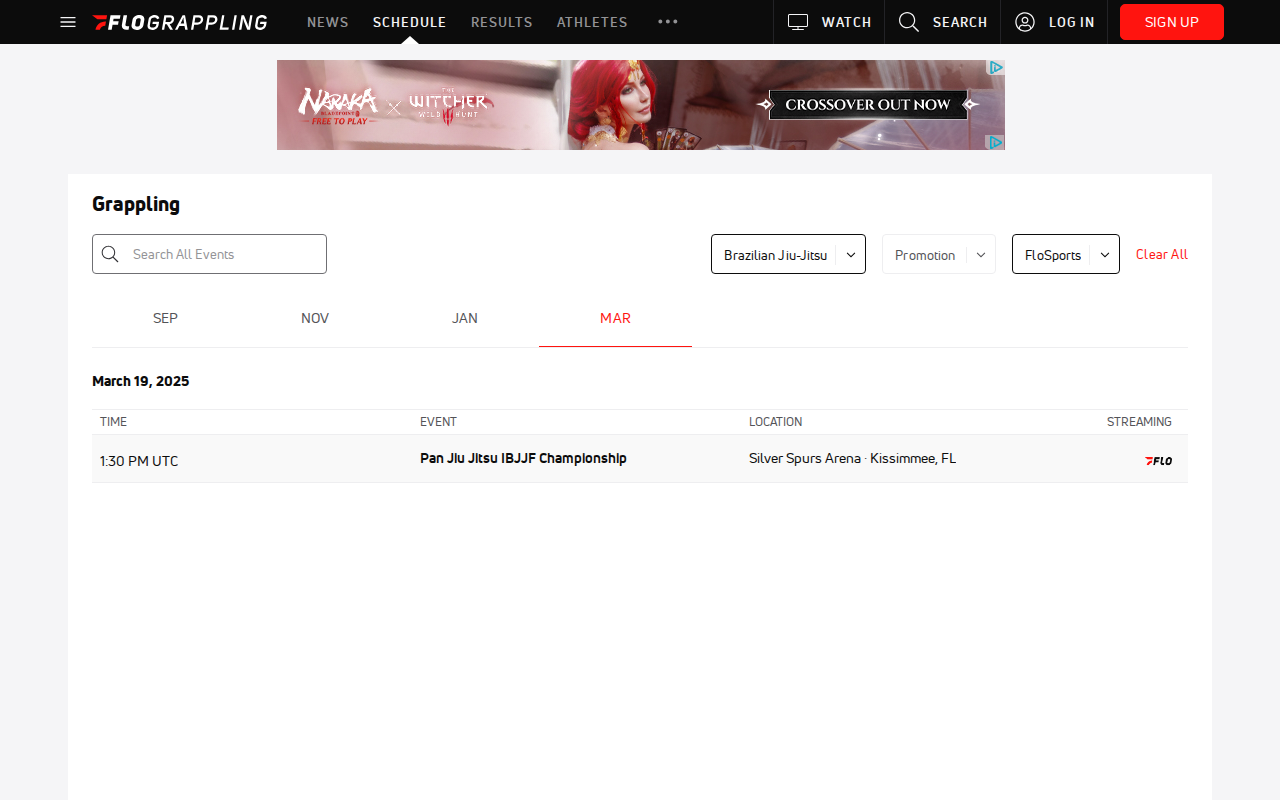 FLOGRAPPLING
NEWS SCHEDULE RESULTS ATHLETES
WATCH SEARCH LOG IN SIGN UP
NARAKA
BLADEPOINT
FREE TO PLAY
THE
WITCHER
WILD HUNT
CROSSOVER OUT NOW
Grappling
Search All Events
Brazilian Jiu-Jitsu Promotion FloSports Clear All
SEP NOV JAN MAR
March 19, 2025
TIME EVENT LOCATION STREAMING
1:30 PM UTC Pan Jiu Jitsu IBJJF Championship Silver Spurs Arena · Kissimmee, FL FLO